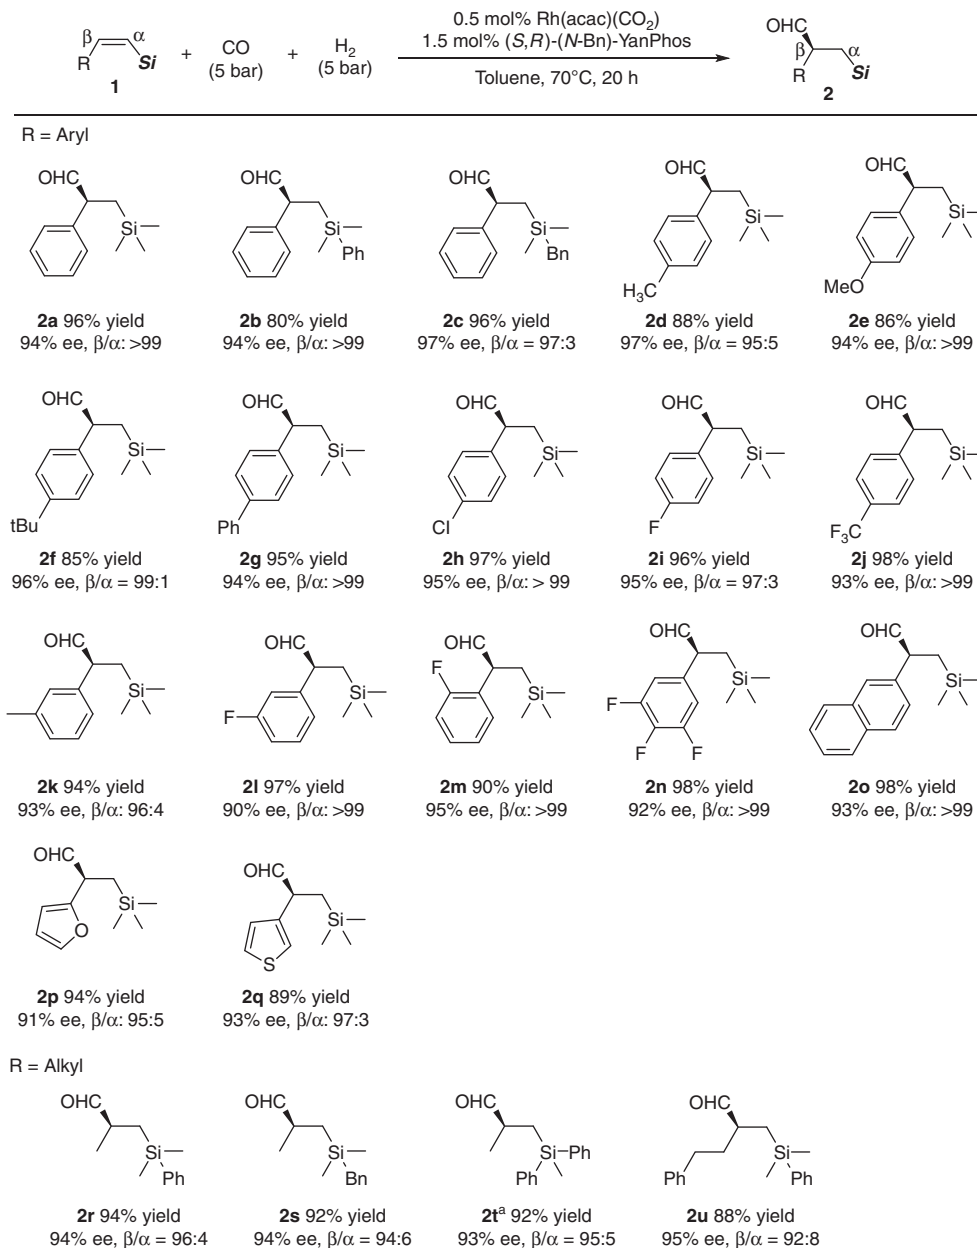 β α
R Si
1
+
CO
(5 bar)
+
H2
(5 bar)
0.5 mol% Rh(acac)(CO2)
1.5 mol% (S,R)-(N-Bn)-YanPhos
Toluene, 70°C, 20 h
OHC
β α
R Si
2
R = Aryl
OHC Si
OHC Si Ph
OHC Si Bn
OHC Si H3C
OHC Si MeO
2a 96% yield 2b 80% yield 2c 96% yield 2d 88% yield 2e 86% yield
94% ee, β/α: >99 94% ee, β/α: >99 97% ee, β/α = 97:3 97% ee, β/α = 95:5 94% ee, β/α: >99
OHC Si tBu
OHC Si Ph
OHC Si Cl
OHC Si F
OHC Si F3C
2f 85% yield 2g 95% yield 2h 97% yield 2i 96% yield 2j 98% yield
96% ee, β/α = 99:1 94% ee, β/α: >99 95% ee, β/α: > 99 95% ee, β/α = 97:3 93% ee, β/α: >99
OHC Si
OHC Si F
OHC F Si
OHC Si F F F
OHC Si
2k 94% yield 2l 97% yield 2m 90% yield 2n 98% yield 2o 98% yield
93% ee, β/α: 96:4 90% ee, β/α: >99 95% ee, β/α: >99 92% ee, β/α: >99 93% ee, β/α: >99
OHC Si O
OHC Si S
2p 94% yield 2q 89% yield
91% ee, β/α: 95:5 93% ee, β/α: 97:3
R = Alkyl
OHC Si Ph
OHC Si Bn
OHC Si Ph Ph
OHC Ph Si Ph
2r 94% yield 2s 92% yield 2ta 92% yield 2u 88% yield
94% ee, β/α = 96:4 94% ee, β/α = 94:6 93% ee, β/α = 95:5 95% ee, β/α = 92:8